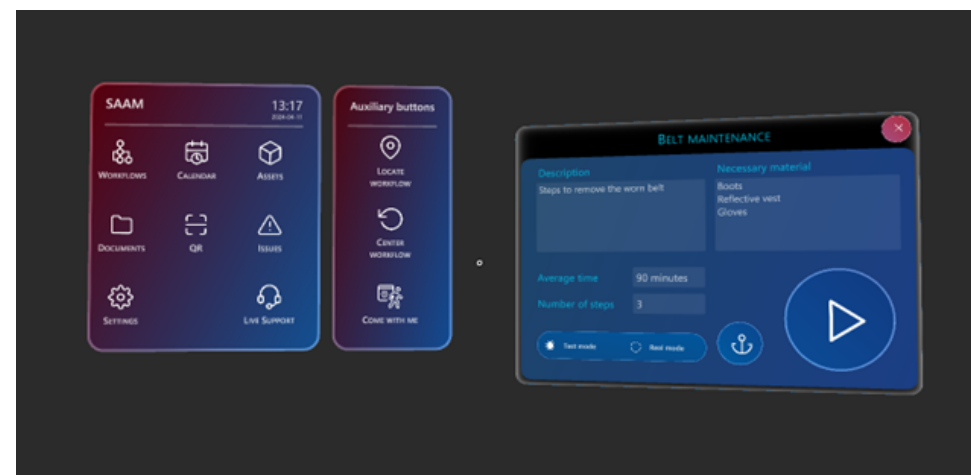 SAAM
13:17
2024-04-11
WORKFLOWS
CALENDAR
ASSETS
DOCUMENTS
QR
ISSUES
SETTINGS
LIVE SUPPORT
Auxiliary buttons
LOCATE
WORKFLOW
CENTER
WORKFLOW
COME WITH ME
BELT MAINTENANCE
Description
Steps to remove the worn belt
Necessary material
Boots
Reflective vest
Gloves
Average time 90 minutes
Number of steps 3
Test mode Real mode